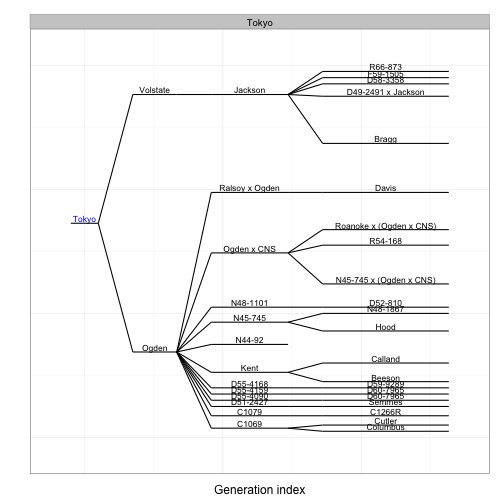 Tokyo
R66-873
F59-1505
D58-3358
Volstate
Jackson
D49-2491 x Jackson
Bragg
Ralsoy x Ogden
Davis
Tokyo
Roanoke x (Ogden x CNS)
R54-168
Ogden x CNS
N45-745 x (Ogden x CNS)
N48-1101
D52-810
N48-1867
N45-745
Hood
N44-92
Ogden
Calland
Kent
Beeson
D55-4168
D59-9289
D55-4159
D60-7965
D55-4090
D60-7965
D51-2427
Semmes
C1079
C1266R
C1069
Cutler
Columbus
Generation index